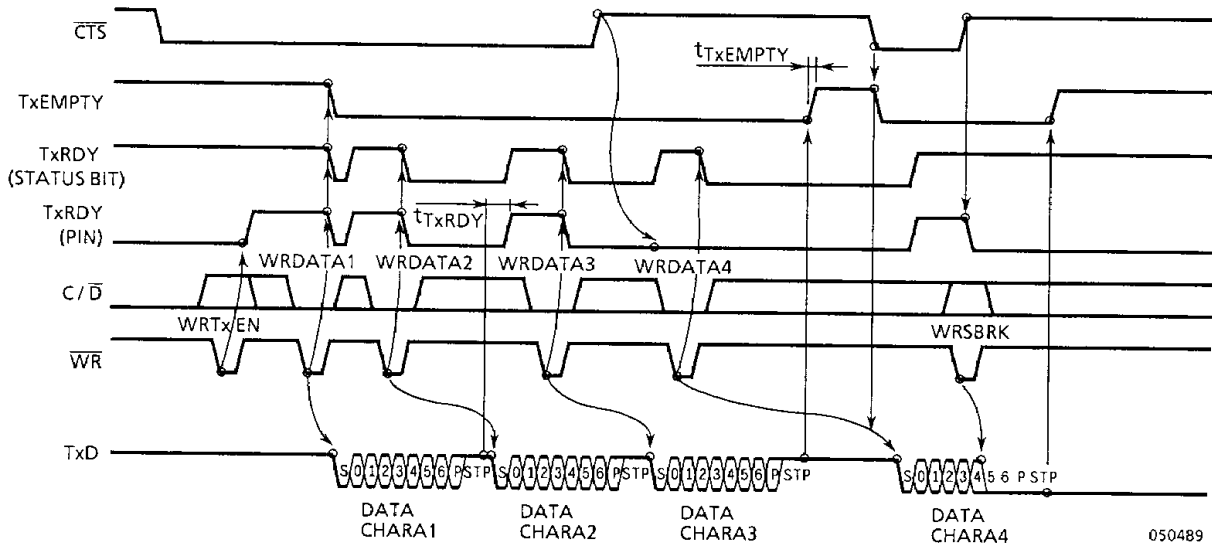 CTS
tTxEMPTY
TxEMPTY
TxRDY
(STATUS BIT)
TxRDY
(PIN)
tTxRDY
WRDATA1 WRDATA2 WRDATA3 WRDATA4
C/D
WRTxEN WRSBRK
WR
TxD
S 0 1 2 3 4 5 6 P STP S 0 1 2 3 4 5 6 P STP S 0 1 2 3 4 5 6 P STP S 0 1 2 3 4 5 6 P STP
DATA
CHARA1
DATA
CHARA2
DATA
CHARA3
DATA
CHARA4
050489